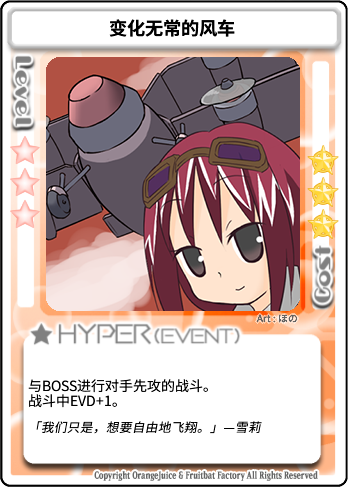 变化无常的风车
Level
Cost
Art : ほの
HYPER (EVENT)
与BOSS进行对手先攻的战斗。
战斗中EVD+1。
「我们只是，想要自由地飞翔。」—雪莉
Copyright OrangeJuice & Fruitbat Factory All Rights Reserved